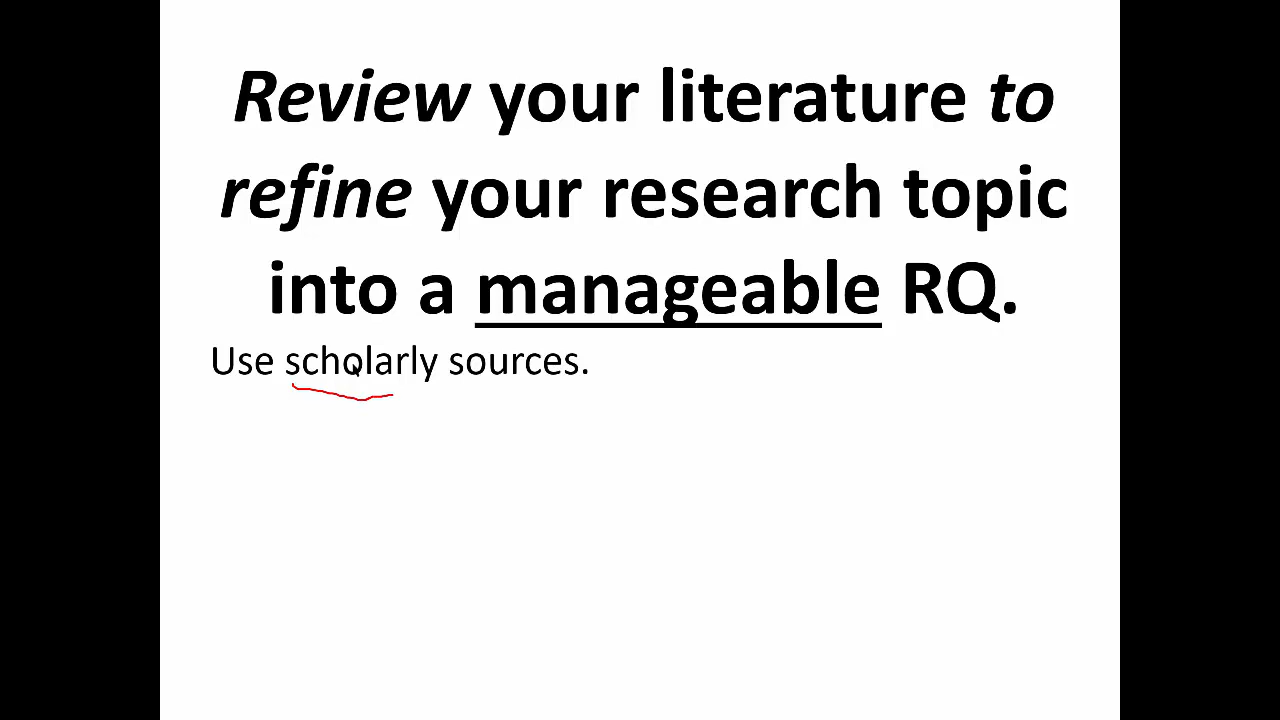 Review your literature to
refine your research topic
into a manageable RQ.
Use scholarly sources.